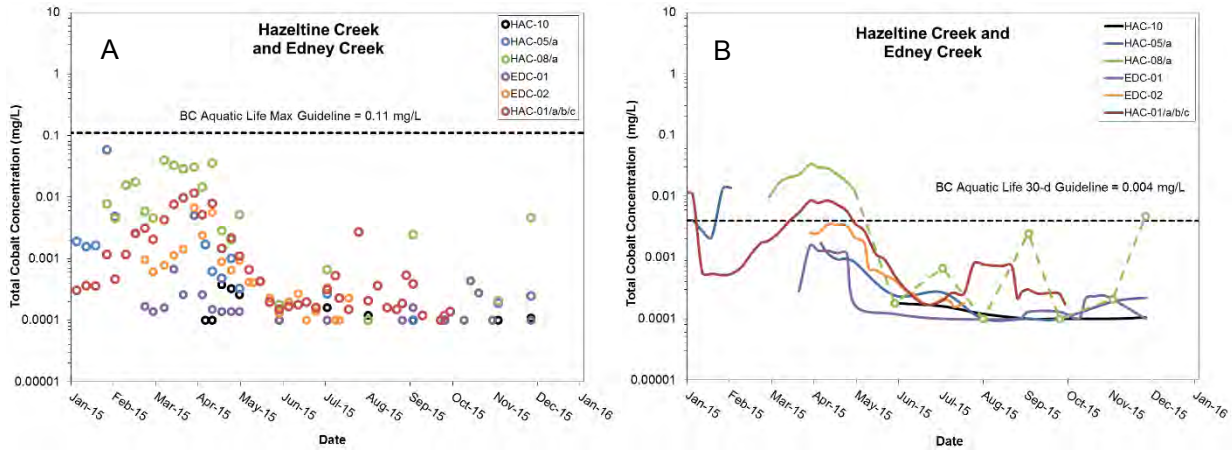 A
Hazeltine Creek
and Edney Creek
HAC-10
HAC-05/a
HAC-08/a
EDC-01
EDC-02
HAC-01/a/b/c
BC Aquatic Life Max Guideline = 0.11 mg/L
Total Cobalt Concentration (mg/L)
10
1
0.1
0.01
0.001
0.0001
0.00001
Jan-15
Feb-15
Mar-15
Apr-15
May-15
Jun-15
Jul-15
Aug-15
Sep-15
Oct-15
Nov-15
Dec-15
Jan-16
Date
B
Hazeltine Creek and
Edney Creek
HAC-10
HAC-05/a
HAC-08/a
EDC-01
EDC-02
HAC-01/a/b/c
BC Aquatic Life 30-d Guideline = 0.004 mg/L
Total Cobalt Concentration (mg/L)
10
1
0.1
0.01
0.001
0.0001
0.00001
Jan-15
Feb-15
Mar-15
Apr-15
May-15
Jun-15
Jul-15
Aug-15
Sep-15
Oct-15
Nov-15
Dec-15
Jan-16
Date